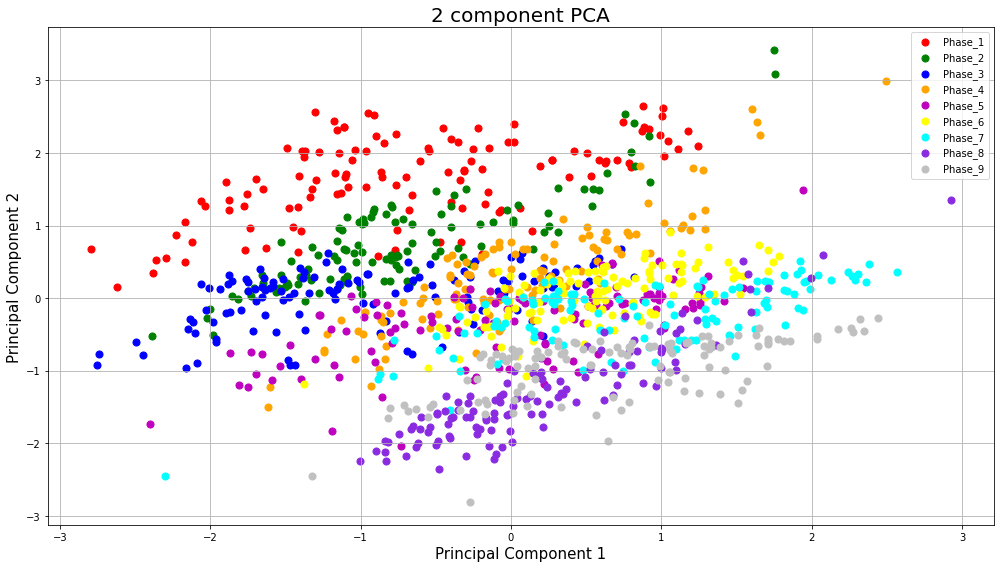 2 component PCA
Principal Component 2
3
2
1
0
−1
−2
−3
Phase_1
Phase_2
Phase_3
Phase_4
Phase_5
Phase_6
Phase_7
Phase_8
Phase_9
−3 −2 −1 0 1 2 3
Principal Component 1